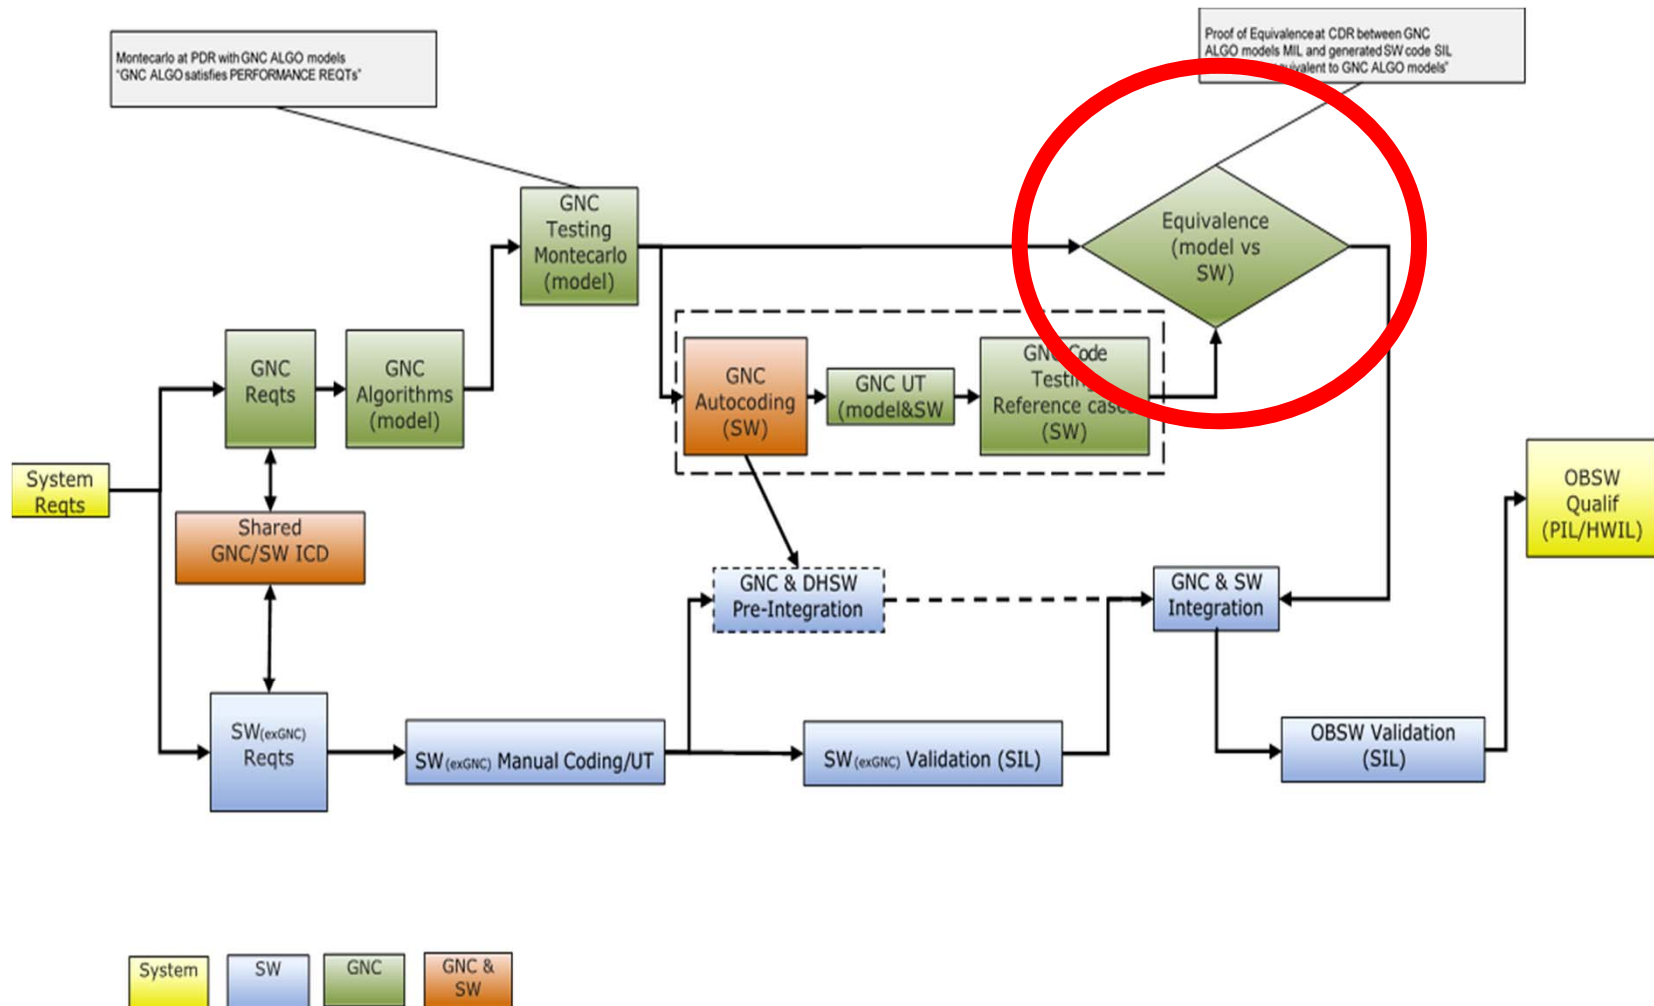 Montecarlo at PDR with GNC ALGO models
"GNC ALGO satisfies PERFORMANCE REQTs"
Proof of Equivalence at CDR between GNC
ALGO models MIL and generated SW code SIL
equivalent to GNC ALGO models"
GNC
Testing
Montecarlo
(model)
Equivalence
(model vs
SW)
GNC
Reqts
GNC
Algorithms
(model)
GNC
Autocoding
(SW)
GNC UT
(model&SW
GNC Code
Testing
Reference cases
(SW)
System
Reqts
Shared
GNC/SW ICD
OBSW
Qualif
(PIL/HWIL)
GNC & DHSW
Pre-Integration
GNC & SW
Integration
SW(exGNC)
Reqts
SW(exGNC) Manual Coding/UT
SW(exGNC) Validation (SIL)
OBSW Validation
(SIL)
System
SW
GNC
GNC &
SW